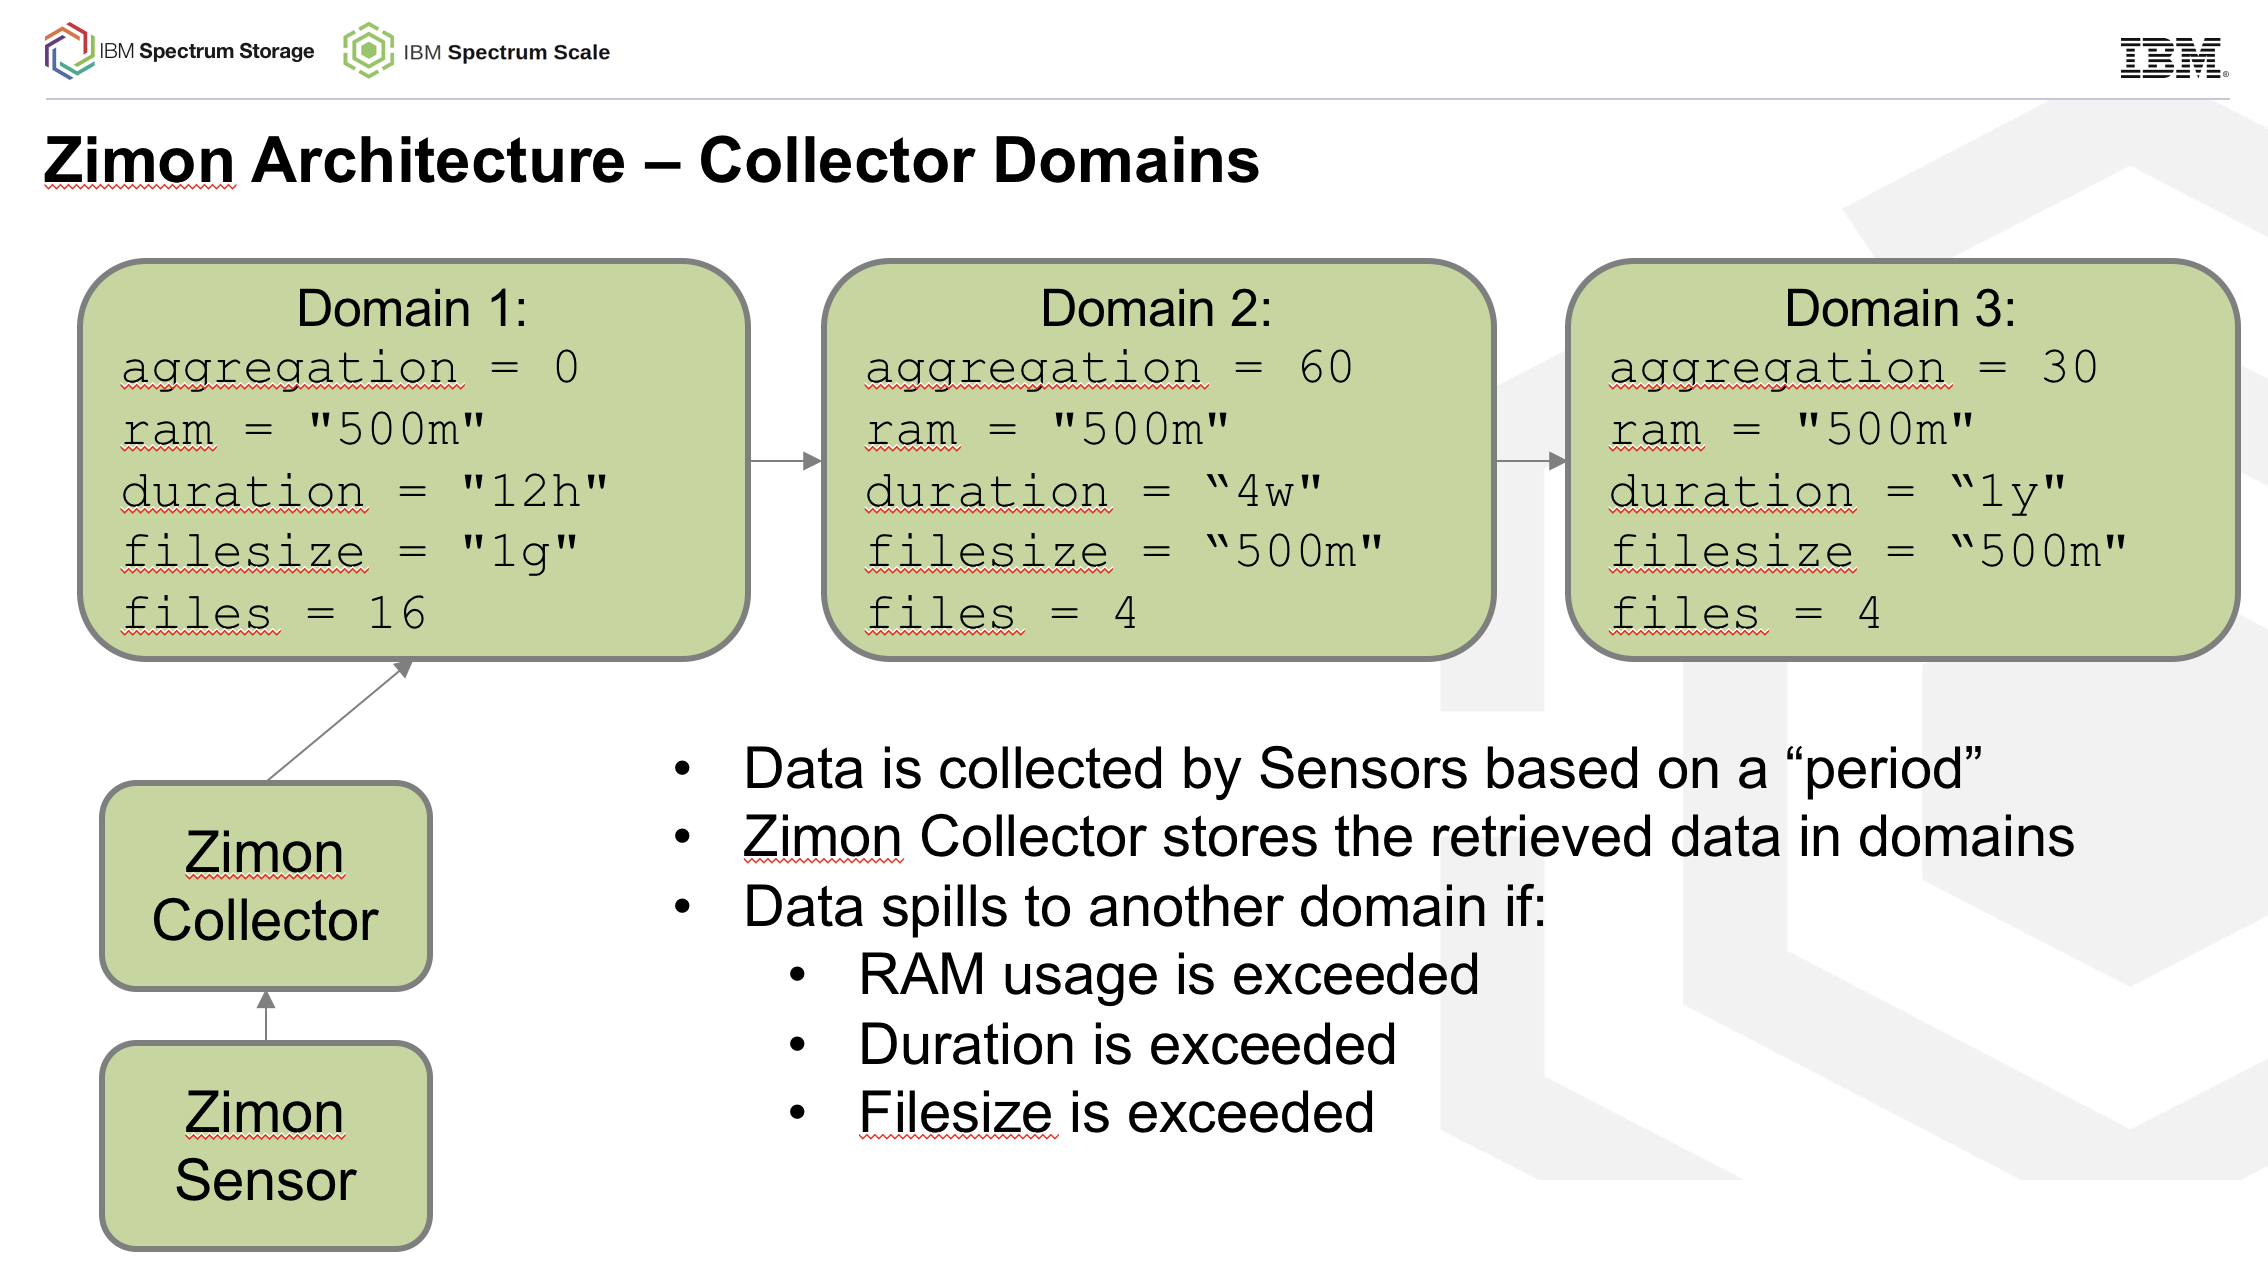 IBM Spectrum Storage
IBM Spectrum Scale
IBM®
Zimon Architecture – Collector Domains
Domain 1:
aggregation = 0
ram = "500m"
duration = "12h"
filesize = "1g"
files = 16
Domain 2:
aggregation = 60
ram = "500m"
duration = “4w"
filesize = “500m"
files = 4
Domain 3:
aggregation = 30
ram = "500m"
duration = “1y"
filesize = “500m"
files = 4
Zimon
Collector
Zimon
Sensor
• Data is collected by Sensors based on a “period”
• Zimon Collector stores the retrieved data in domains
• Data spills to another domain if:
• RAM usage is exceeded
• Duration is exceeded
• Filesize is exceeded